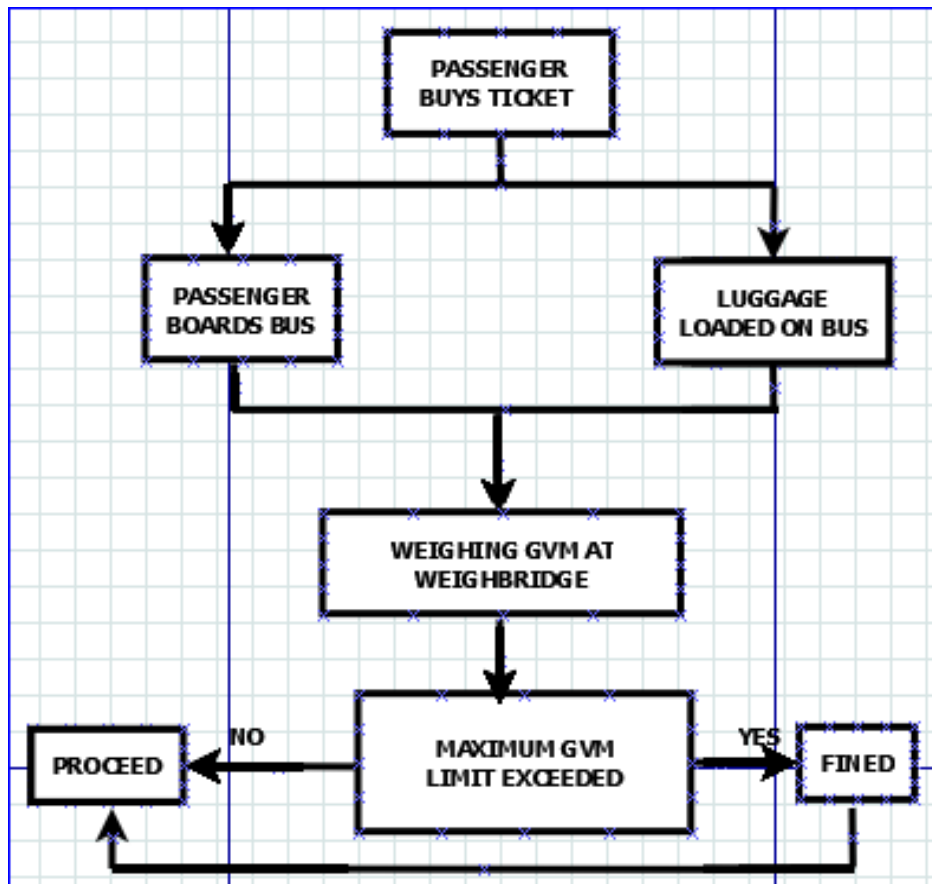 PASSENGER
BUYS TICKET
PASSENGER
BOARDS BUS
LUGGAGE
LOADED ON BUS
WEIGHING GVM AT
WEIGHBRIDGE
NO
YES
PROCEED
MAXIMUM GVM
LIMIT EXCEEDED
FINED